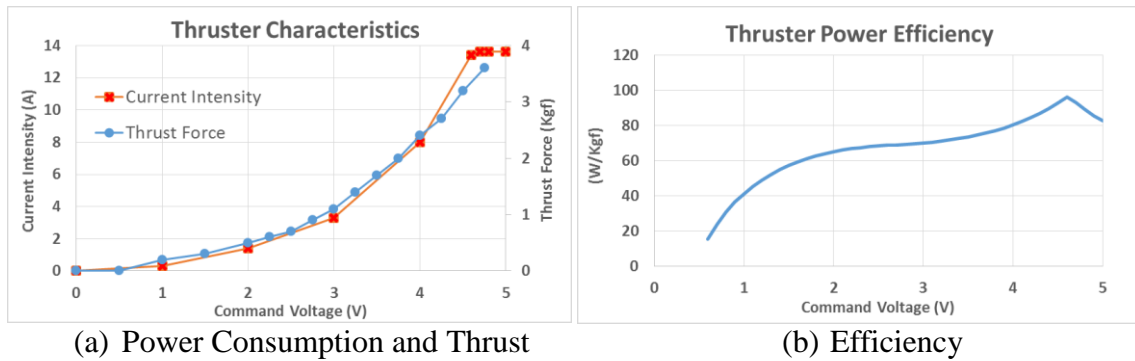 Thruster Characteristics
14
12
10
8
6
4
2
0
Current Intensity (A)
Current Intensity
Thrust Force
4
3
2
1
0
Thrust Force (Kgf)
0 1 2 3 4 5
Command Voltage (V)
(a) Power Consumption and Thrust
Thruster Power Efficiency
120
100
80
60
40
20
0
(W/Kgf)
0 1 2 3 4 5
Command Voltage (V)
(b) Efficiency